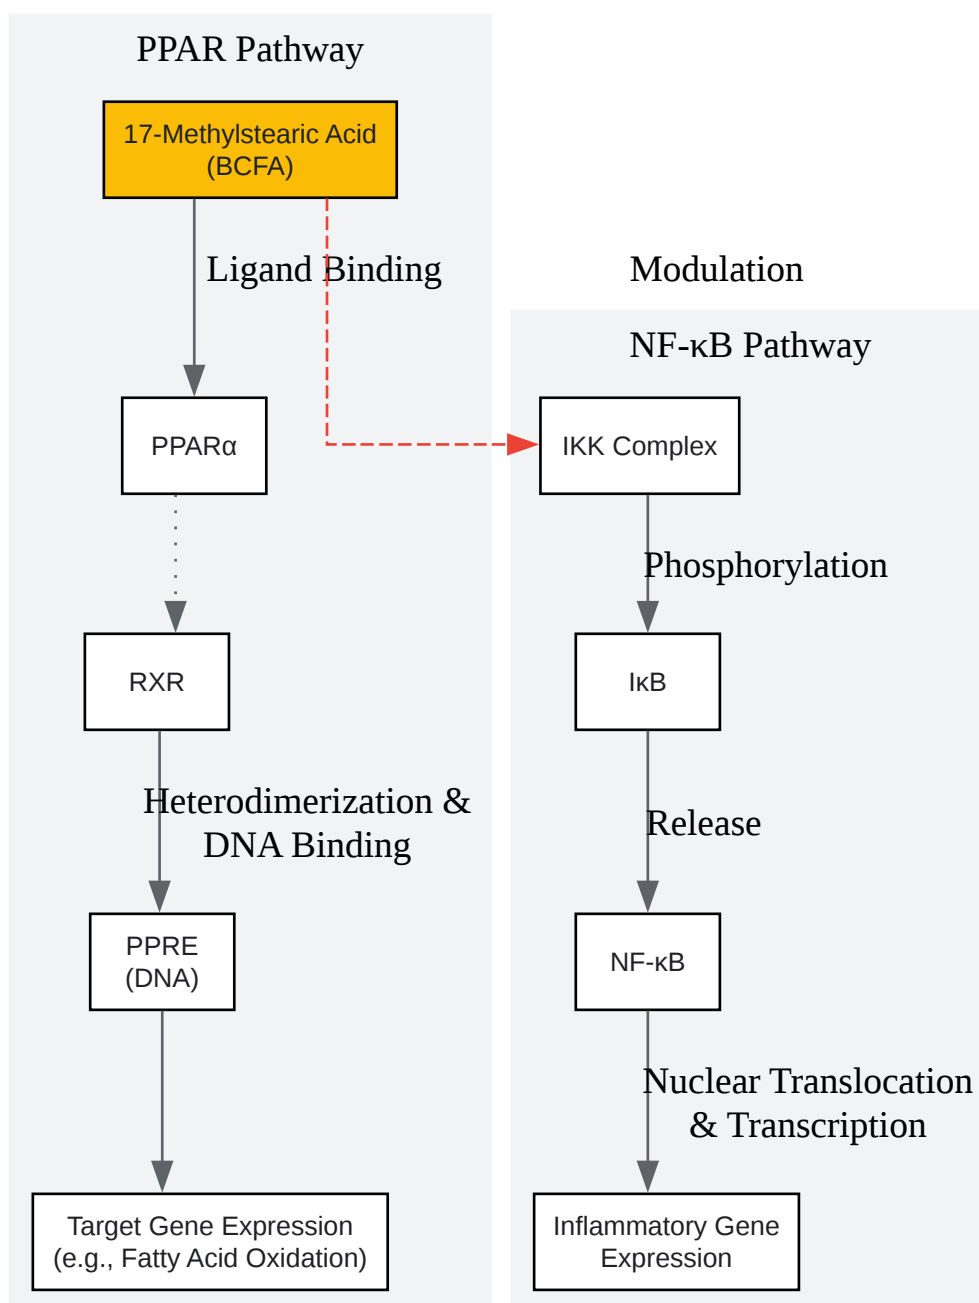 PPAR Pathway
17-Methylstearic Acid
(BCFA)
Ligand Binding
PPARα
RXR
Heterodimerization &
DNA Binding
PPRE
(DNA)
Target Gene Expression
(e.g., Fatty Acid Oxidation)
Modulation
NF-κB Pathway
IKK Complex
Phosphorylation
IκB
Release
NF-κB
Nuclear Translocation
& Transcription
Inflammatory Gene
Expression